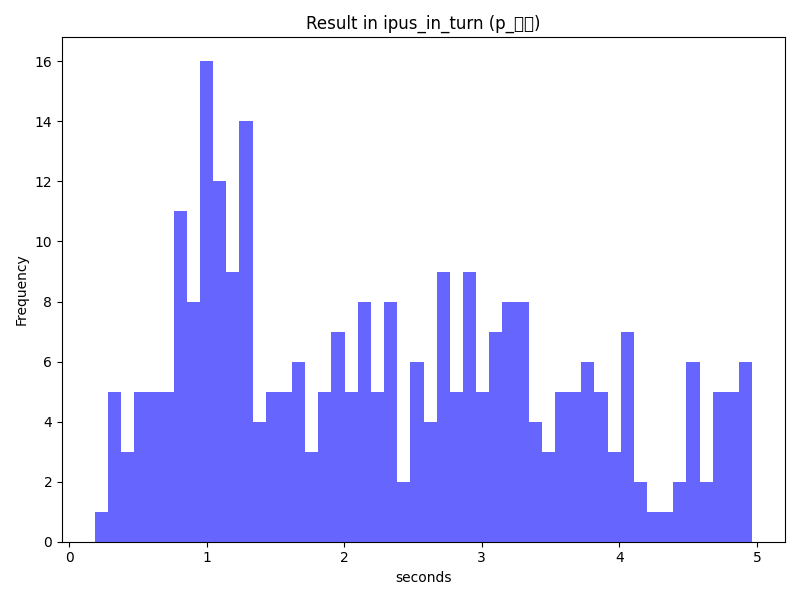 Result in ipus_in_turn (p_▯▯)
Frequency
16
14
12
10
8
6
4
2
0
0 1 2 3 4 5
seconds